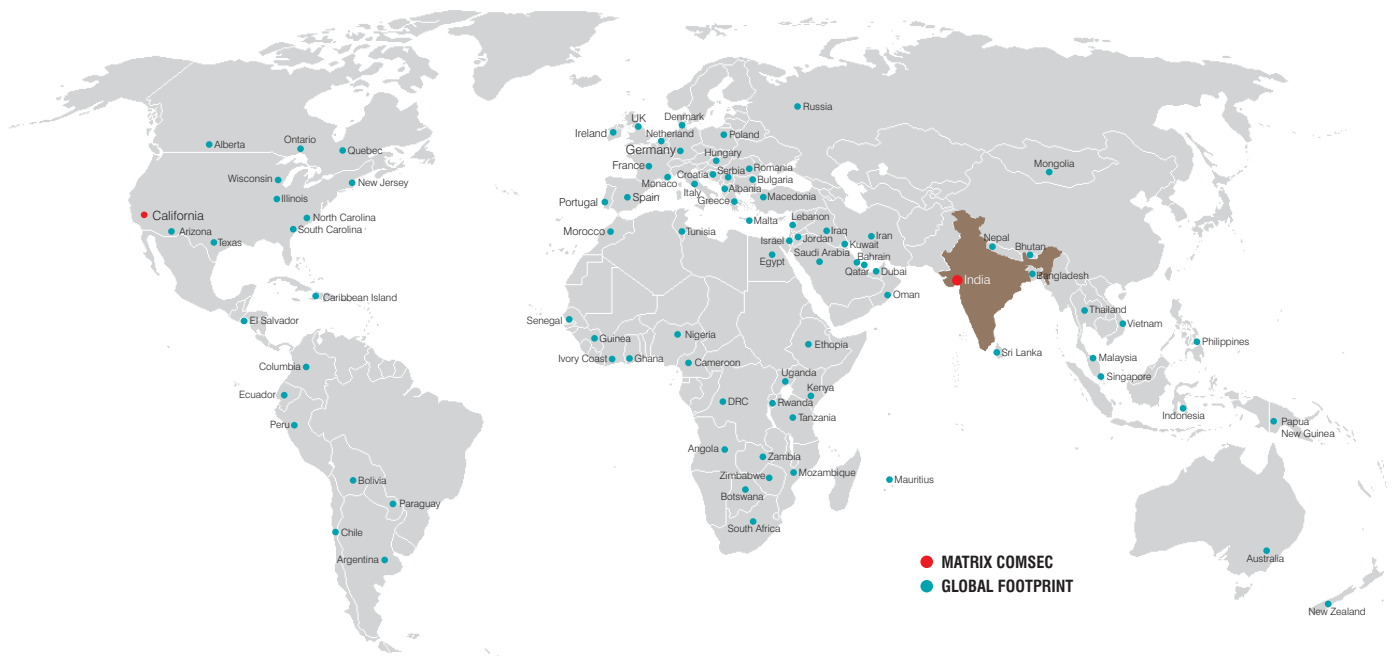 Russia
UK
Denmark
Ireland
Netherland
Poland
Ontario
Alberta
Quebec
Germany
Hungary
Mongolia
France
Romania
Wisconsin
Croatia
Serbia
Bulgaria
New Jersey
Monaco
Albania
Italy
Illinois
Spain
Macedonia
Portugal
Greece
California
North Carolina
Malta
Lebanon
Arizona
South Carolina
Morocco
Tunisia
Iraq
Iran
Texas
Israel
Jordan
Kuwait
Nepal
Bhutan
Saudi Arabia
Egypt
Bahrain
Qatar
Dubai
Bangladesh
India
Caribbean Island
Oman
El Salvador
Senegal
Thailand
Vietnam
Guinea
Nigeria
Ethopia
Philippines
Ivory Coast
Ghana
Cameroon
Sri Lanka
Malaysia
Columbia
Uganda
Singapore
Kenya
Ecuador
DRC
Rwanda
Indonesia
Peru
Tanzania
Papua
New Guinea
Angola
Zambia
Bolivia
Zimbabwe
Mozambique
Mauritius
Botswana
Paraguay
South Africa
Chile
Argentina
Australia
MATRIX COMSEC
GLOBAL FOOTPRINT
New Zealand